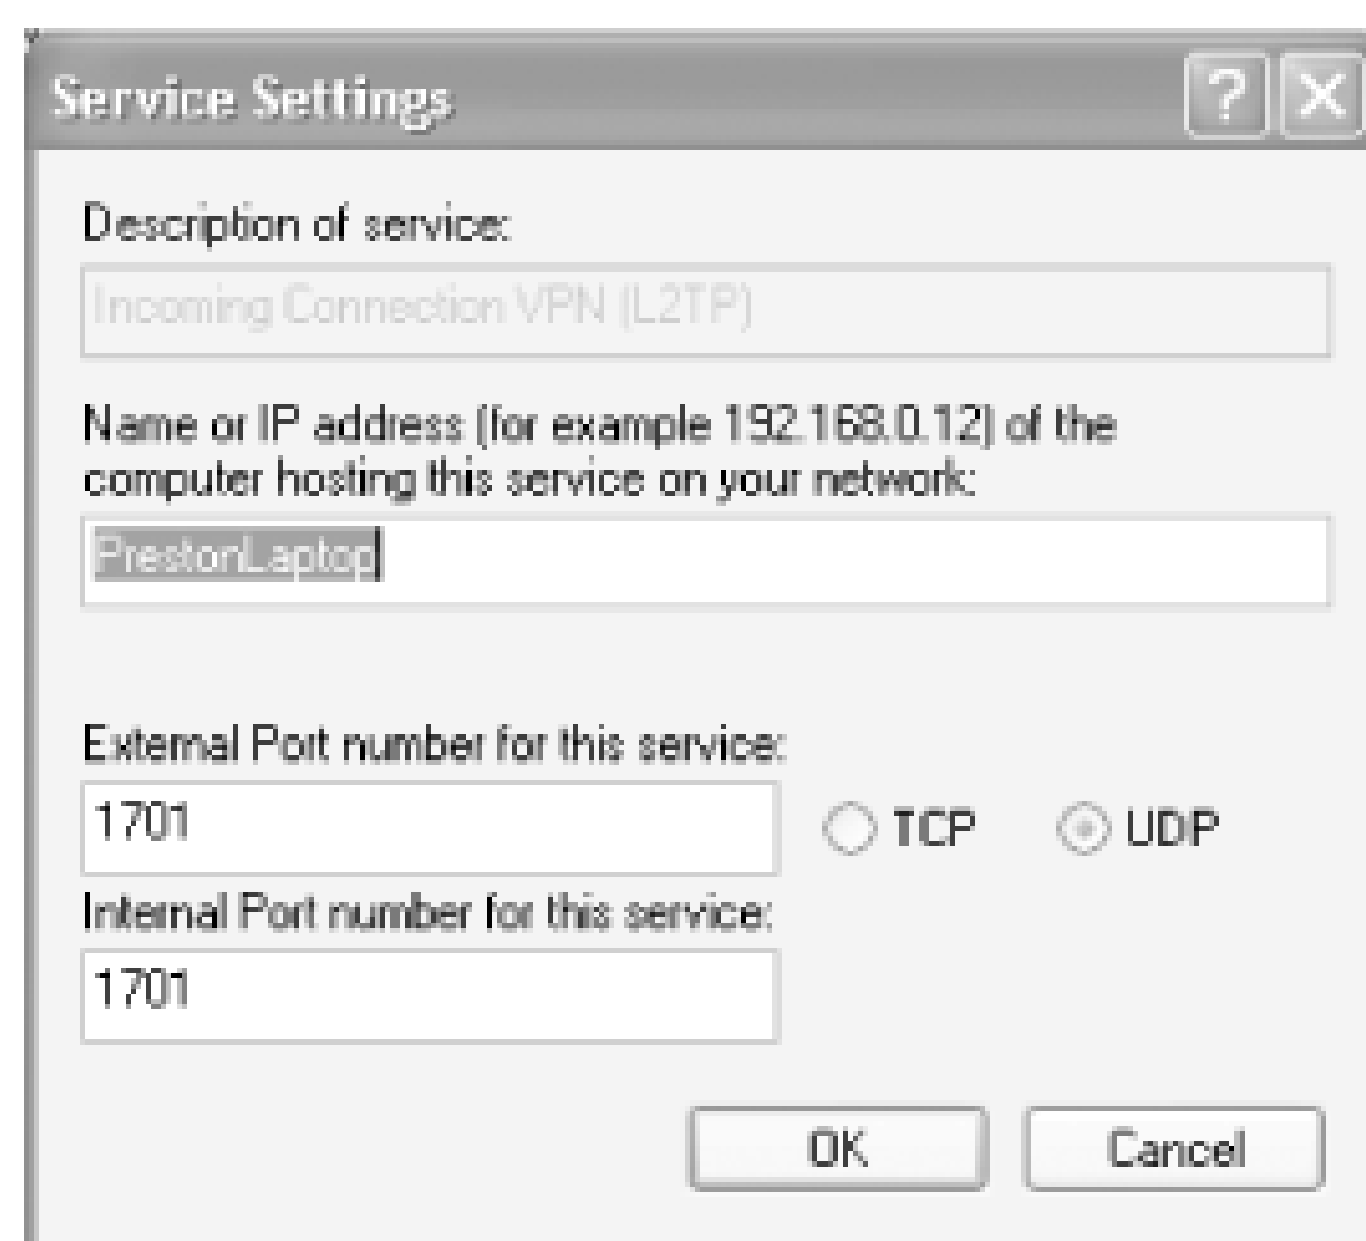 Service Settings
Description of service:
Incoming Connection VPN (L2TP)
Name or IP address (for example 192.168.0.12) of the
computer hosting this service on your network:
PrestonLaptop
External Port number for this service:
1701
TCP UDP
Internal Port number for this service:
1701
OK Cancel